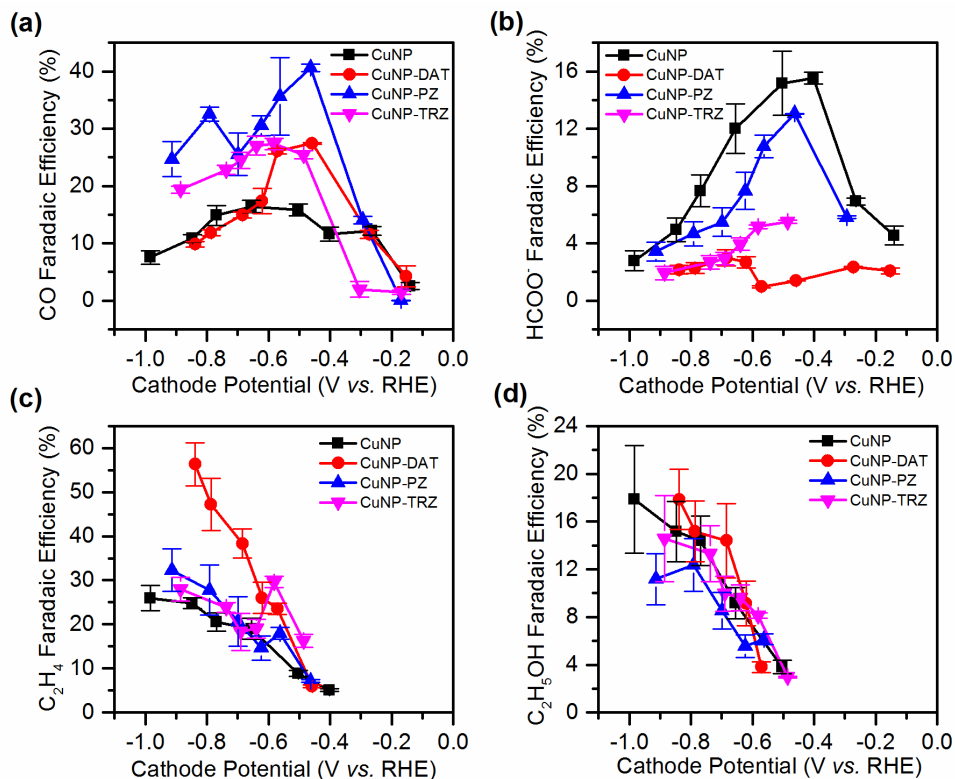 (a)
CO Faradaic Efficiency (%)
40
30
20
10
0
CuNP
CuNP-DAT
CuNP-PZ
CuNP-TRZ
-1.0 -0.8 -0.6 -0.4 -0.2 0.0
Cathode Potential (V vs. RHE)
(b)
HCOO⁻ Faradaic Efficiency (%)
16
12
8
4
0
CuNP
CuNP-DAT
CuNP-PZ
CuNP-TRZ
-1.0 -0.8 -0.6 -0.4 -0.2 0.0
Cathode Potential (V vs. RHE)
(c)
C₂H₄ Faradaic Efficiency (%)
60
50
40
30
20
10
0
CuNP
CuNP-DAT
CuNP-PZ
CuNP-TRZ
-1.0 -0.8 -0.6 -0.4 -0.2 0.0
Cathode Potential (V vs. RHE)
(d)
C₂H₅OH Faradaic Efficiency (%)
24
20
16
12
8
4
0
CuNP
CuNP-DAT
CuNP-PZ
CuNP-TRZ
-1.0 -0.8 -0.6 -0.4 -0.2 0.0
Cathode Potential (V vs. RHE)